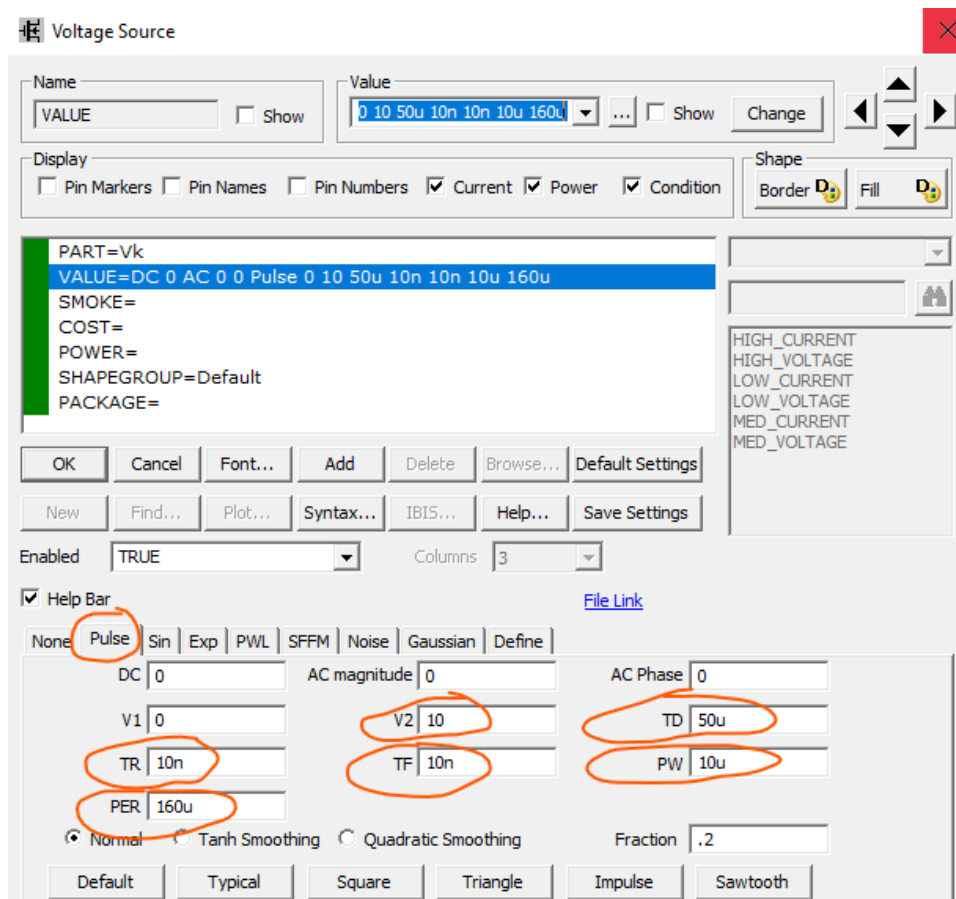 Voltage Source
Name
VALUE
Show
Value
0 10 50u 10n 10n 10u 160u
...
Show
Change
Display
Pin Markers Pin Names Pin Numbers Current Power Condition
Shape
Border Fill
PART=Vk
VALUE=DC 0 AC 0 0 Pulse 0 10 50u 10n 10n 10u 160u
SMOKE=
COST=
POWER=
SHAPEGROUP=Default
PACKAGE=
HIGH_CURRENT
HIGH_VOLTAGE
LOW_CURRENT
LOW_VOLTAGE
MED_CURRENT
MED_VOLTAGE
OK Cancel Font... Add Delete Browse... Default Settings
New Find... Plot... Syntax... IBIS... Help... Save Settings
Enabled TRUE Columns 3
Help Bar File Link
None Pulse Sin Exp PWL SFFM Noise Gaussian Define
DC 0 AC magnitude 0 AC Phase 0
V1 0 V2 10 TD 50u
TR 10n TF 10n PW 10u
PER 160u
Normal Tanh Smoothing Quadratic Smoothing Fraction .2
Default Typical Square Triangle Impulse Sawtooth